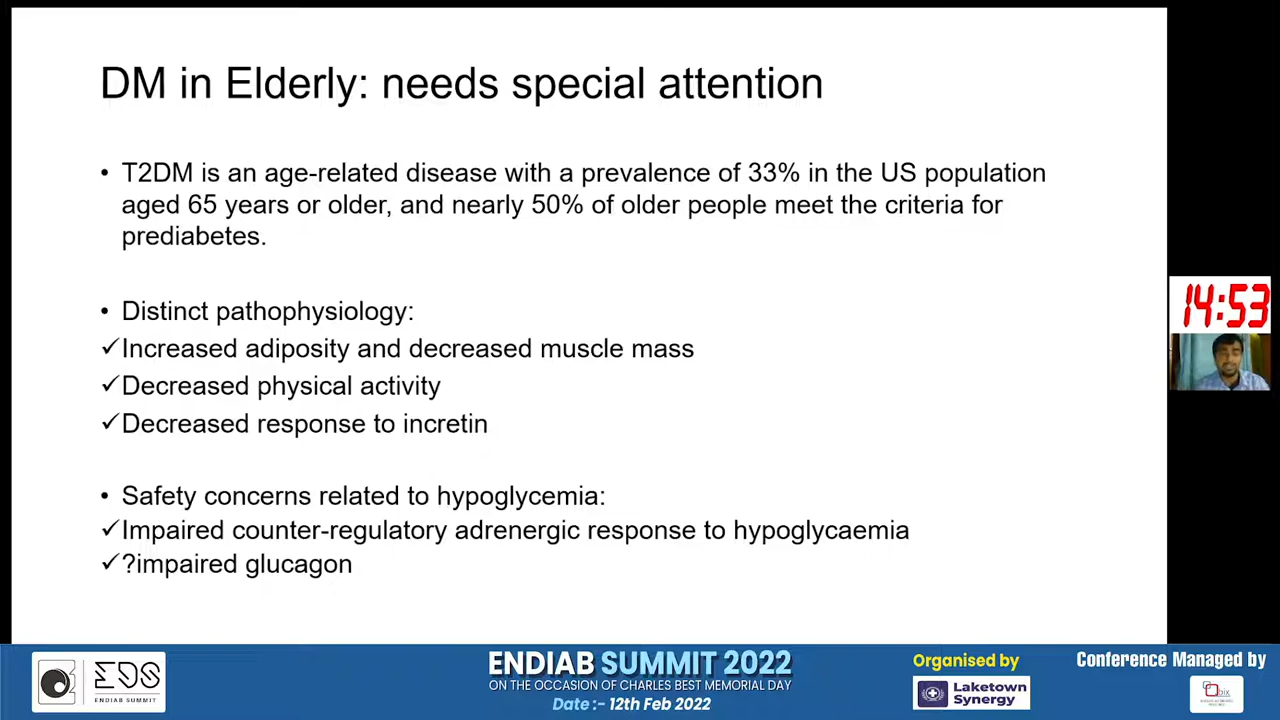 DM in Elderly: needs special attention
• T2DM is an age-related disease with a prevalence of 33% in the US population
aged 65 years or older, and nearly 50% of older people meet the criteria for
prediabetes.
• Distinct pathophysiology:
✓Increased adiposity and decreased muscle mass
✓Decreased physical activity
✓Decreased response to incretin
• Safety concerns related to hypoglycemia:
✓Impaired counter-regulatory adrenergic response to hypoglycaemia
✓?impaired glucagon
14:53
EDS
ENDIAB SUMMIT
ENDIAB SUMMIT 2022
ON THE OCCASION OF CHARLES BEST MEMORIAL DAY
Date :- 12th Feb 2022
Organised by
Laketown
Synergy
Conference Managed by